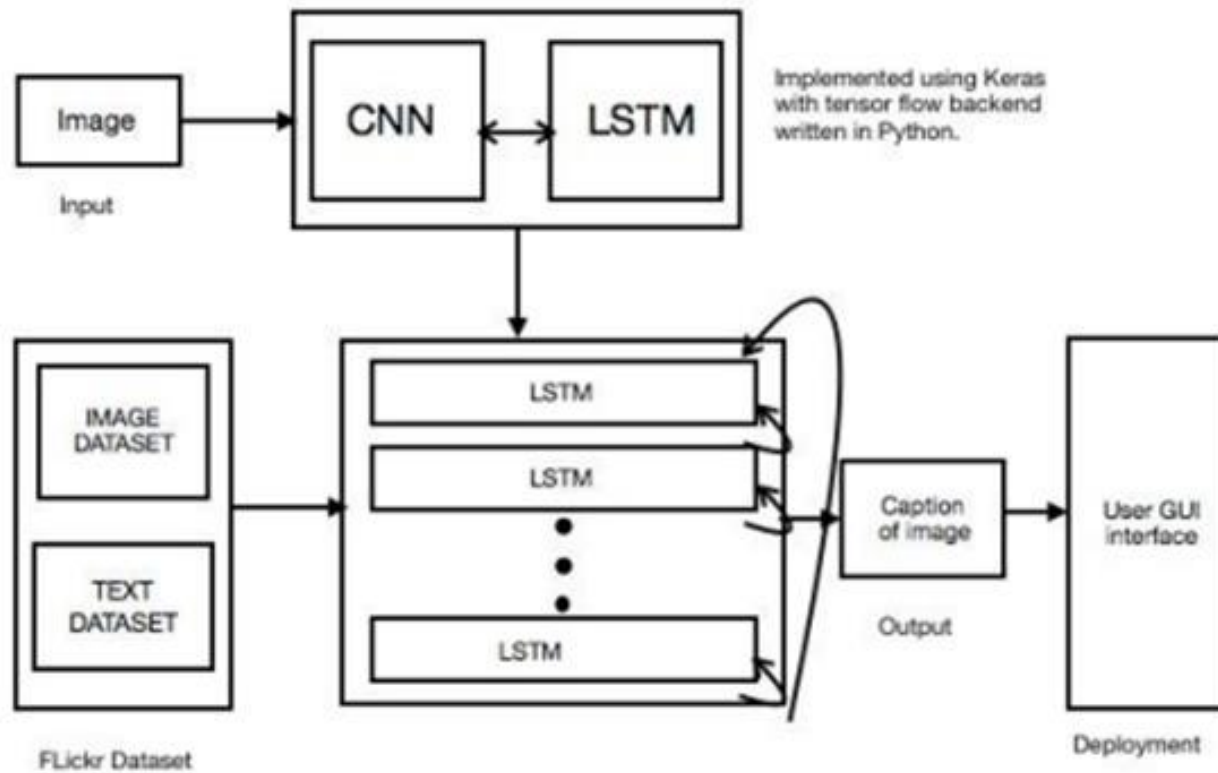 Image
Input
CNN
LSTM
Implemented using Keras
with tensor flow backend
written in Python.
IMAGE
DATASET
TEXT
DATASET
FLickr Dataset
LSTM
LSTM
LSTM
Caption
of image
Output
User GUI
interface
Deployment